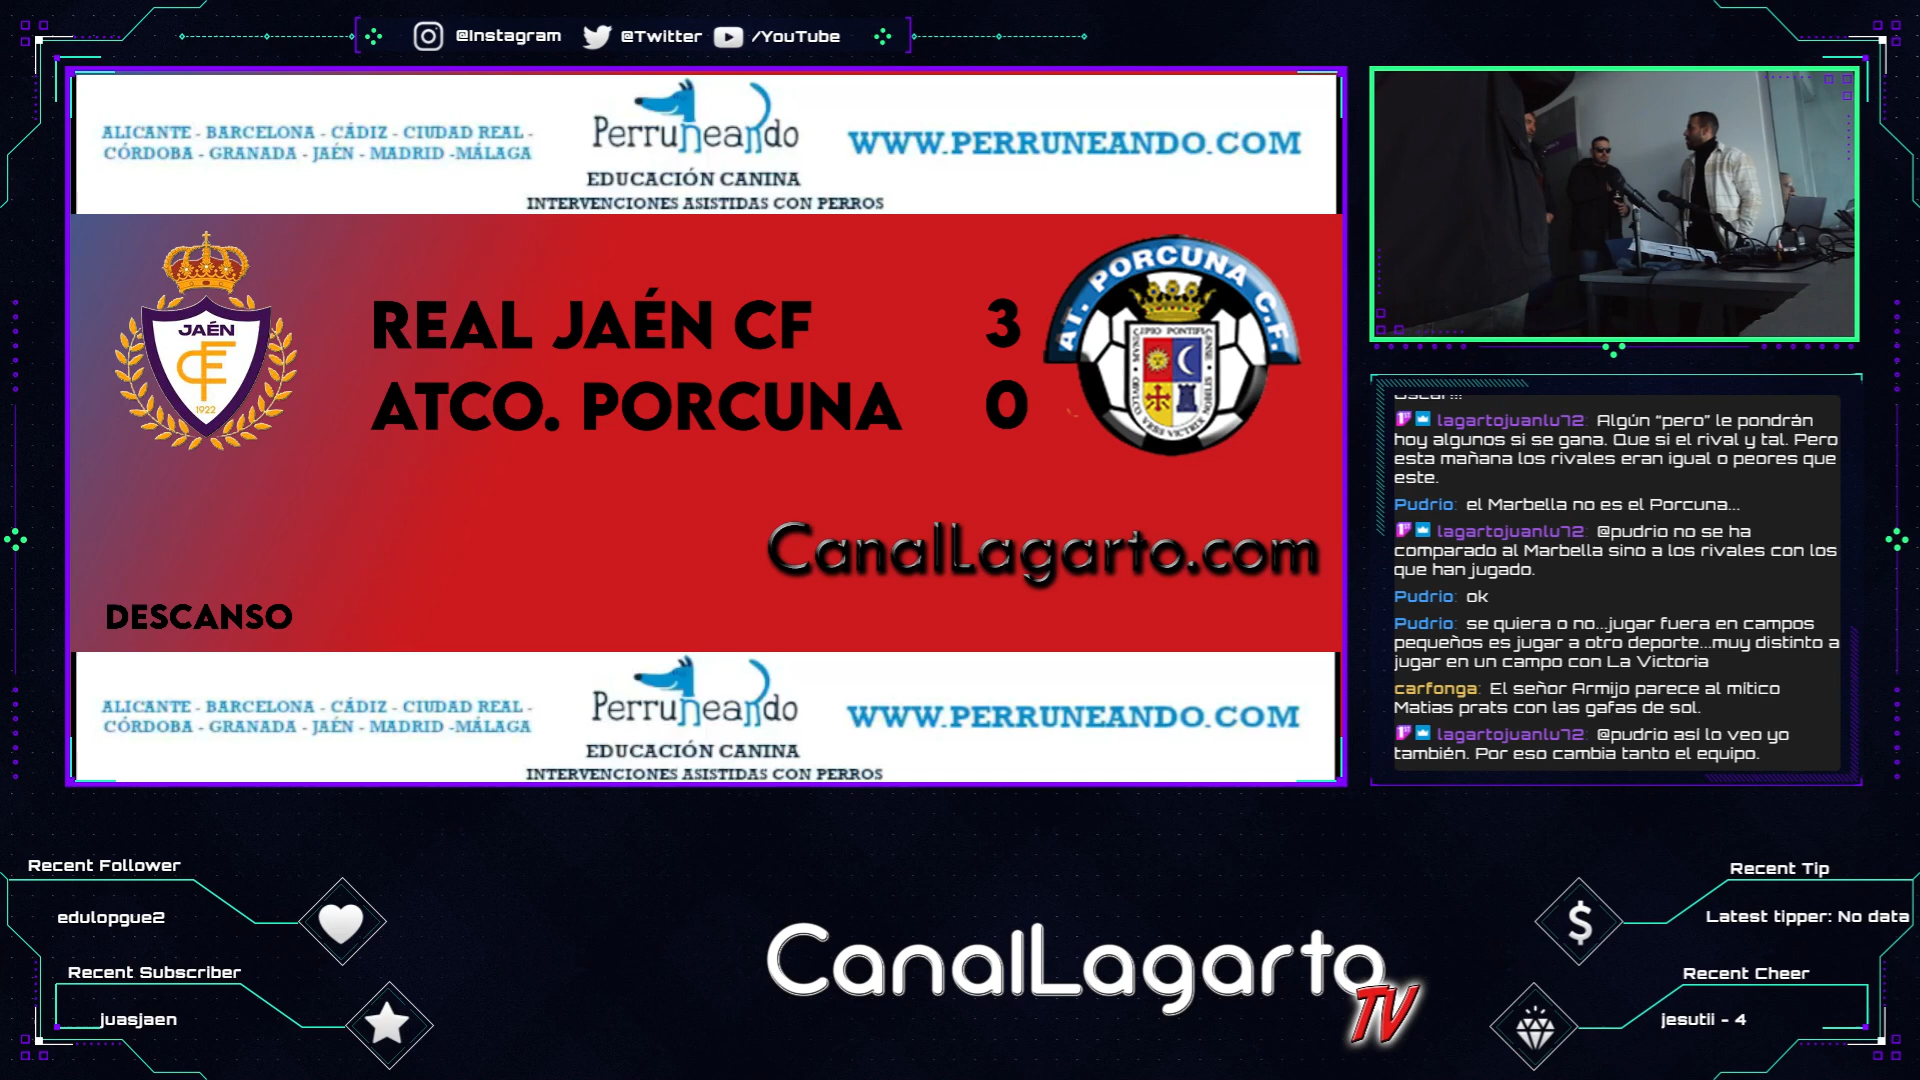 @Instagram @Twitter /YouTube
ALICANTE - BARCELONA - CÁDIZ - CIUDAD REAL -
CÓRDOBA - GRANADA - JAÉN - MADRID -MÁLAGA
Perruneando
EDUCACIÓN CANINA
INTERVENCIONES ASISTIDAS CON PERROS
WWW.PERRUNEANDO.COM
JAÉN
CF
1922
REAL JAÉN CF 3
ATCO. PORCUNA 0
AT. PORCUNA C.F.
CanalLagarto.com
DESCANSO
ALICANTE - BARCELONA - CÁDIZ - CIUDAD REAL -
CÓRDOBA - GRANADA - JAÉN - MADRID -MÁLAGA
Perruneando
EDUCACIÓN CANINA
INTERVENCIONES ASISTIDAS CON PERROS
WWW.PERRUNEANDO.COM
lagartojuanlu72: Algún “pero” le pondrán
hoy algunos si se gana. Que si el rival y tal. Pero
esta mañana los rivales eran igual o peores que
este.
Pudrio: el Marbella no es el Porcuna...
lagartojuanlu72: @pudrio no se ha
comparado al Marbella sino a los rivales con los
que han jugado.
Pudrio: ok
Pudrio: se quiera o no...jugar fuera en campos
pequeños es jugar a otro deporte...muy distinto a
jugar en un campo con La Victoria
carfonga: El señor Armijo parece al mítico
Matias prats con las gafas de sol.
lagartojuanlu72: @pudrio así lo veo yo
también. Por eso cambia tanto el equipo.
Recent Follower
edulopgue2
Recent Subscriber
juasjaen
CanalLagarto
TV
Recent Tip
Latest tipper: No data
Recent Cheer
jesutii - 4